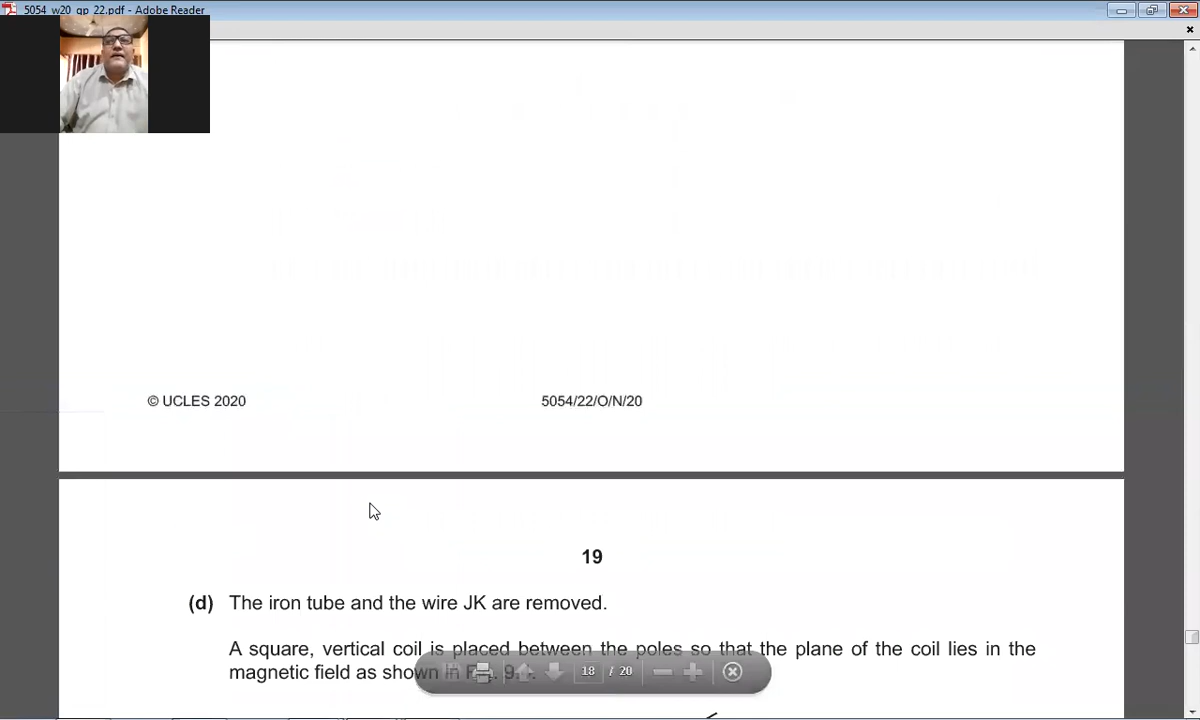 5054_w20_qp_22.pdf - Adobe Reader
© UCLES 2020
5054/22/O/N/20
19
(d) The iron tube and the wire JK are removed.
A square, vertical coil is placed between the poles so that the plane of the coil lies in the
magnetic field as shown in
18 / 20